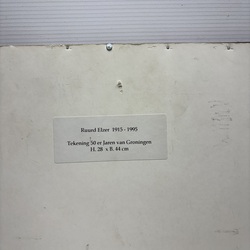 Ruurd Elzer 1915 - 1995
Tekening 50 er Jaren van Groningen
H. 28 x B. 44 cm